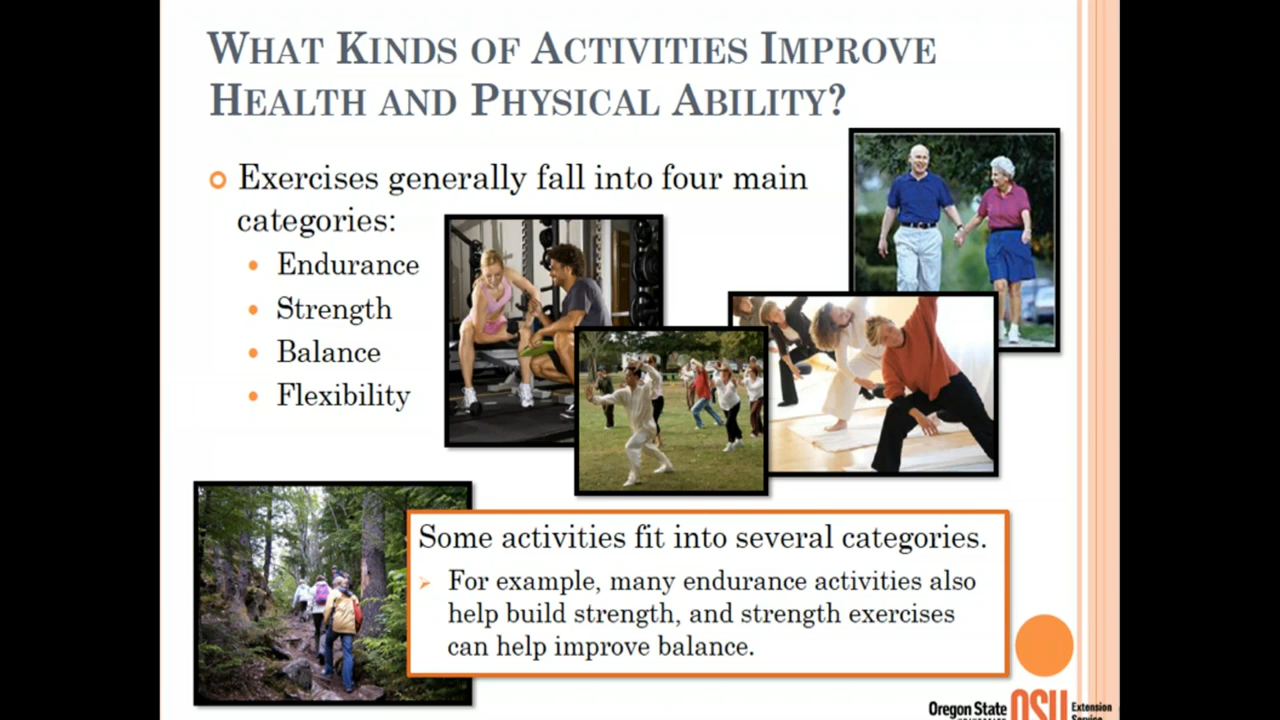 WHAT KINDS OF ACTIVITIES IMPROVE
HEALTH AND PHYSICAL ABILITY?
Exercises generally fall into four main
categories:
Endurance
Strength
Balance
Flexibility
Some activities fit into several categories.
For example, many endurance activities also
help build strength, and strength exercises
can help improve balance.
Oregon State OSU Extension